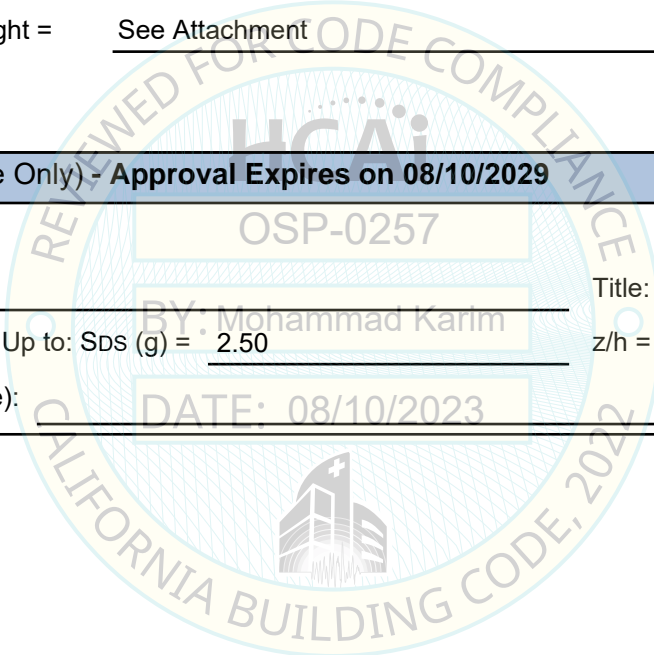 ght = See Attachment
REVIEWED FOR CODE COMPLIANCE
HCAi
e Only) - Approval Expires on 08/10/2029
OSP-0257
Title:
BY: Mohammad Karim
Up to: SDS (g) = 2.50 z/h =
e):
DATE: 08/10/2023
CALIFORNIA BUILDING CODE, 2022